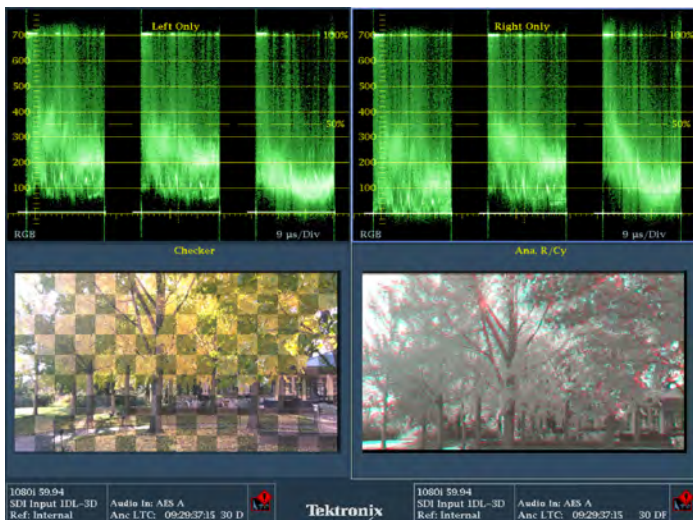 Left Only
700
100%
600
500
400
50%
300
200
100
0
RGB
9 µs/Div
Right Only
700
100%
600
500
400
50%
300
200
100
0
RGB
9 µs/Div
Checker
Ana. R/Cy
1080i 59.94
SDI Input 1DL-3D
Audio In: AES A
Ref: Internal
Anc LTC: 09:29:37:15 30 D
Tektronix
1080i 59.94
SDI Input 1DL-3D
Audio In: AES A
Ref: Internal
Anc LTC: 09:29:37:15 30 DF